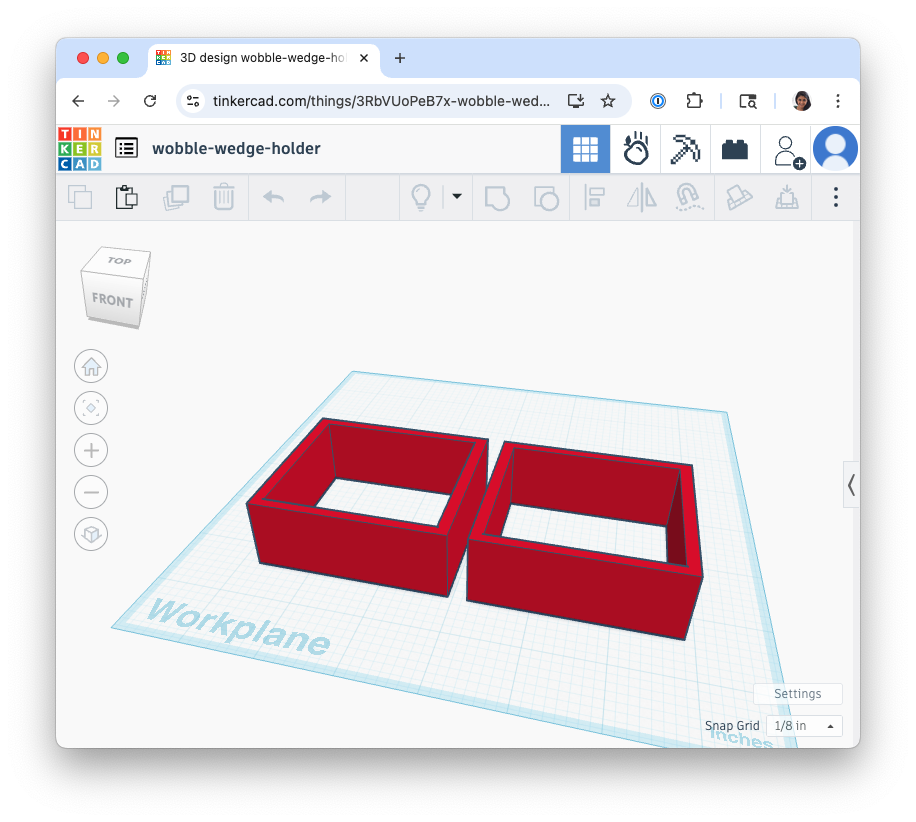 3D design wobble-wedge-ho
tinkercad.com/things/3RbVUoPeB7x-wobble-wed...
TIN
KER
CAD
wobble-wedge-holder
TOP
FRONT
Workplane
Settings
Snap Grid 1/8 in
Inches